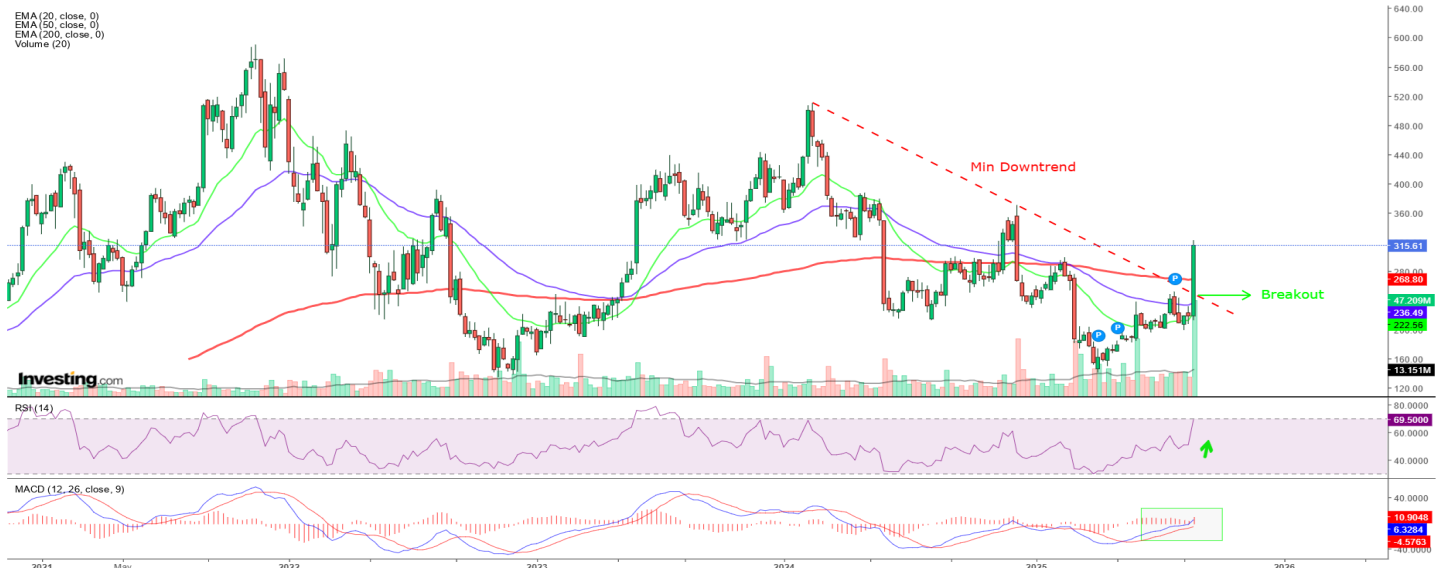 EMA (20, close, 0)
EMA (50, close, 0)
EMA (200, close, 0)
Volume (20)
640.00
600.00
560.00
520.00
480.00
440.00
400.00
360.00
315.61
280.00
268.80
47.209M
236.49
222.56
160.00
13.151M
120.00
Min Downtrend
P
P
P
Breakout
Investing.com
RSI (14)
80.0000
69.5000
60.0000
40.0000
MACD (12, 26, close, 9)
40.0000
10.9048
6.3284
-4.5763
-40.0000
2021
May
2022
2023
2024
2025
2026